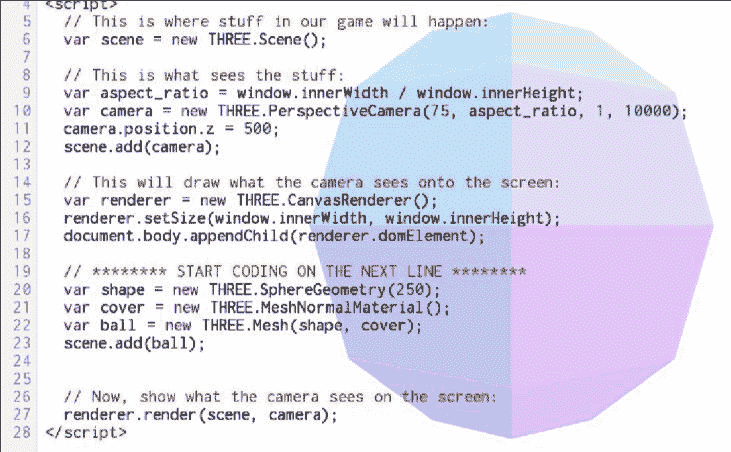 4 <script>
5 // This is where stuff in our game will happen:
6 var scene = new THREE.Scene();
7
8 // This is what sees the stuff:
9 var aspect_ratio = window.innerWidth / window.innerHeight;
10 var camera = new THREE.PerspectiveCamera(75, aspect_ratio, 1, 10000);
11 camera.position.z = 500;
12 scene.add(camera);
13
14 // This will draw what the camera sees onto the screen:
15 var renderer = new THREE.CanvasRenderer();
16 renderer.setSize(window.innerWidth, window.innerHeight);
17 document.body.appendChild(renderer.domElement);
18
19 // ******** START CODING ON THE NEXT LINE ********
20 var shape = new THREE.SphereGeometry(250);
21 var cover = new THREE.MeshNormalMaterial();
22 var ball = new THREE.Mesh(shape, cover);
23 scene.add(ball);
24
25
26 // Now, show what the camera sees on the screen:
27 renderer.render(scene, camera);
28 </script>